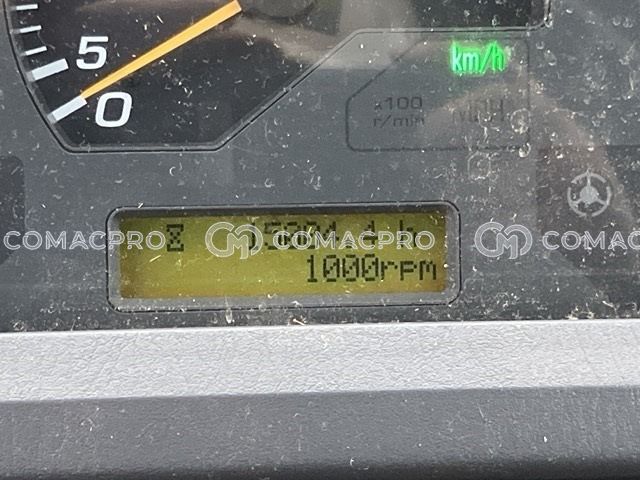 5
0
km/h
x100
r/min
MPH
COMACPRO COMACPRO COMACPRO
h
1000rpm